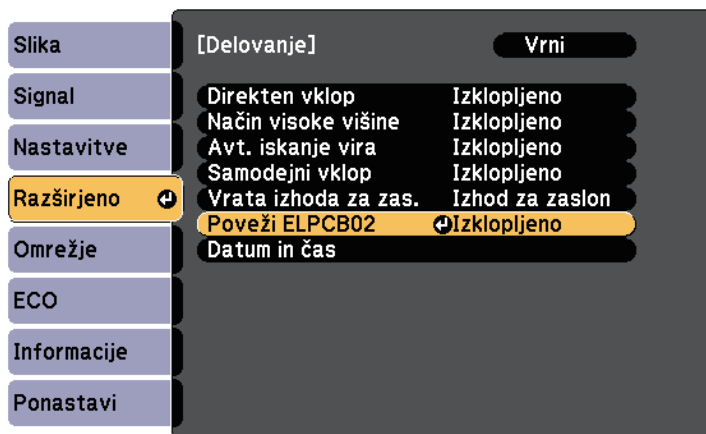 Slika
Signal
Nastavitve
Razširjeno
Omrežje
ECO
Informacije
Ponastavi
[Delovanje] Vrni
Direkten vklop Izklopljeno
Način visoke višine Izklopljeno
Avt. iskanje vira Izklopljeno
Samodejni vklop Izklopljeno
Vrata izhoda za zas. Izhod za zaslon
Poveži ELPCB02 Izklopljeno
Datum in čas